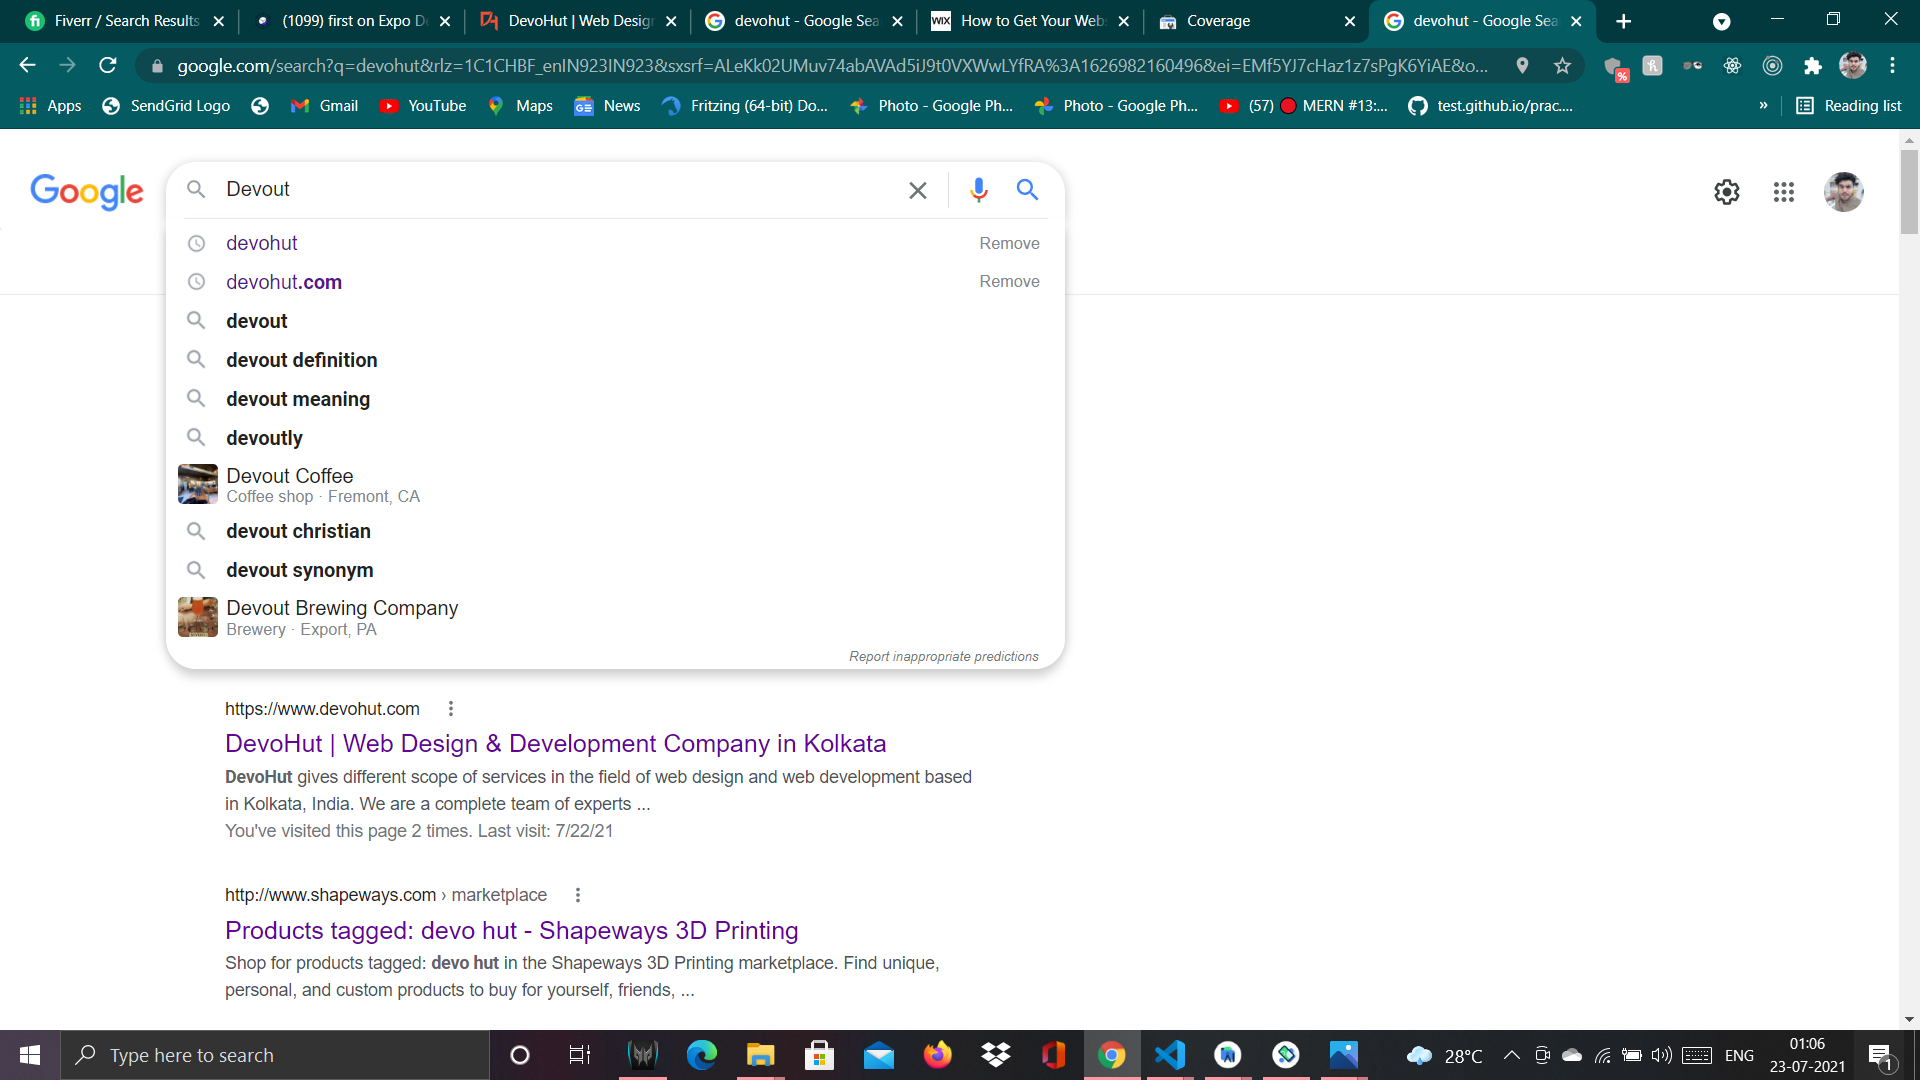 Fiverr / Search Results
(1099) first on Expo De
DevoHut | Web Design
devohut - Google Sea
How to Get Your Webs
Coverage
devohut - Google Sea
google.com/search?q=devohut&rlz=1C1CHBF_enIN923IN923&sxsrf=ALeKk02UMuv74abAVAd5iJ9t0VXWwLYfRA%3A1626982160496&ei=EMf5YJ7cHaz1z7sPgK6YiAE&o...
Apps
SendGrid Logo
Gmail
YouTube
Maps
News
Fritzing (64-bit) Do...
Photo - Google Ph...
Photo - Google Ph...
(57) 🔴 MERN #13:...
test.github.io/prac....
»
Reading list
Google
Devout
devohut
Remove
devohut.com
Remove
devout
devout definition
devout meaning
devoutly
Devout Coffee
Coffee shop · Fremont, CA
devout christian
devout synonym
Devout Brewing Company
Brewery · Export, PA
Report inappropriate predictions
https://www.devohut.com
DevoHut | Web Design & Development Company in Kolkata
DevoHut gives different scope of services in the field of web design and web development based
in Kolkata, India. We are a complete team of experts ...
You've visited this page 2 times. Last visit: 7/22/21
http://www.shapeways.com › marketplace
Products tagged: devo hut - Shapeways 3D Printing
Shop for products tagged: devo hut in the Shapeways 3D Printing marketplace. Find unique,
personal, and custom products to buy for yourself, friends, ...
Type here to search
28°C
ENG
01:06
23-07-2021
1